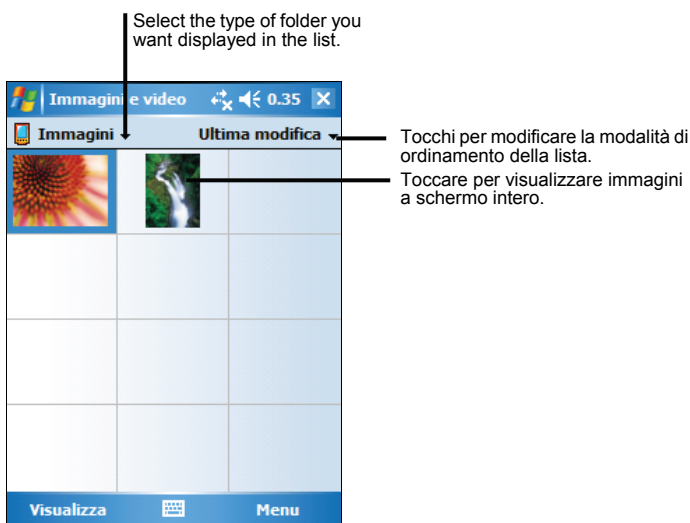 Select the type of folder you
want displayed in the list.
Immagini e video 0.35
Immagini Ultima modifica
Tocchi per modificare la modalità di
ordinamento della lista.
Toccare per visualizzare immagini
a schermo intero.
Visualizza Menu